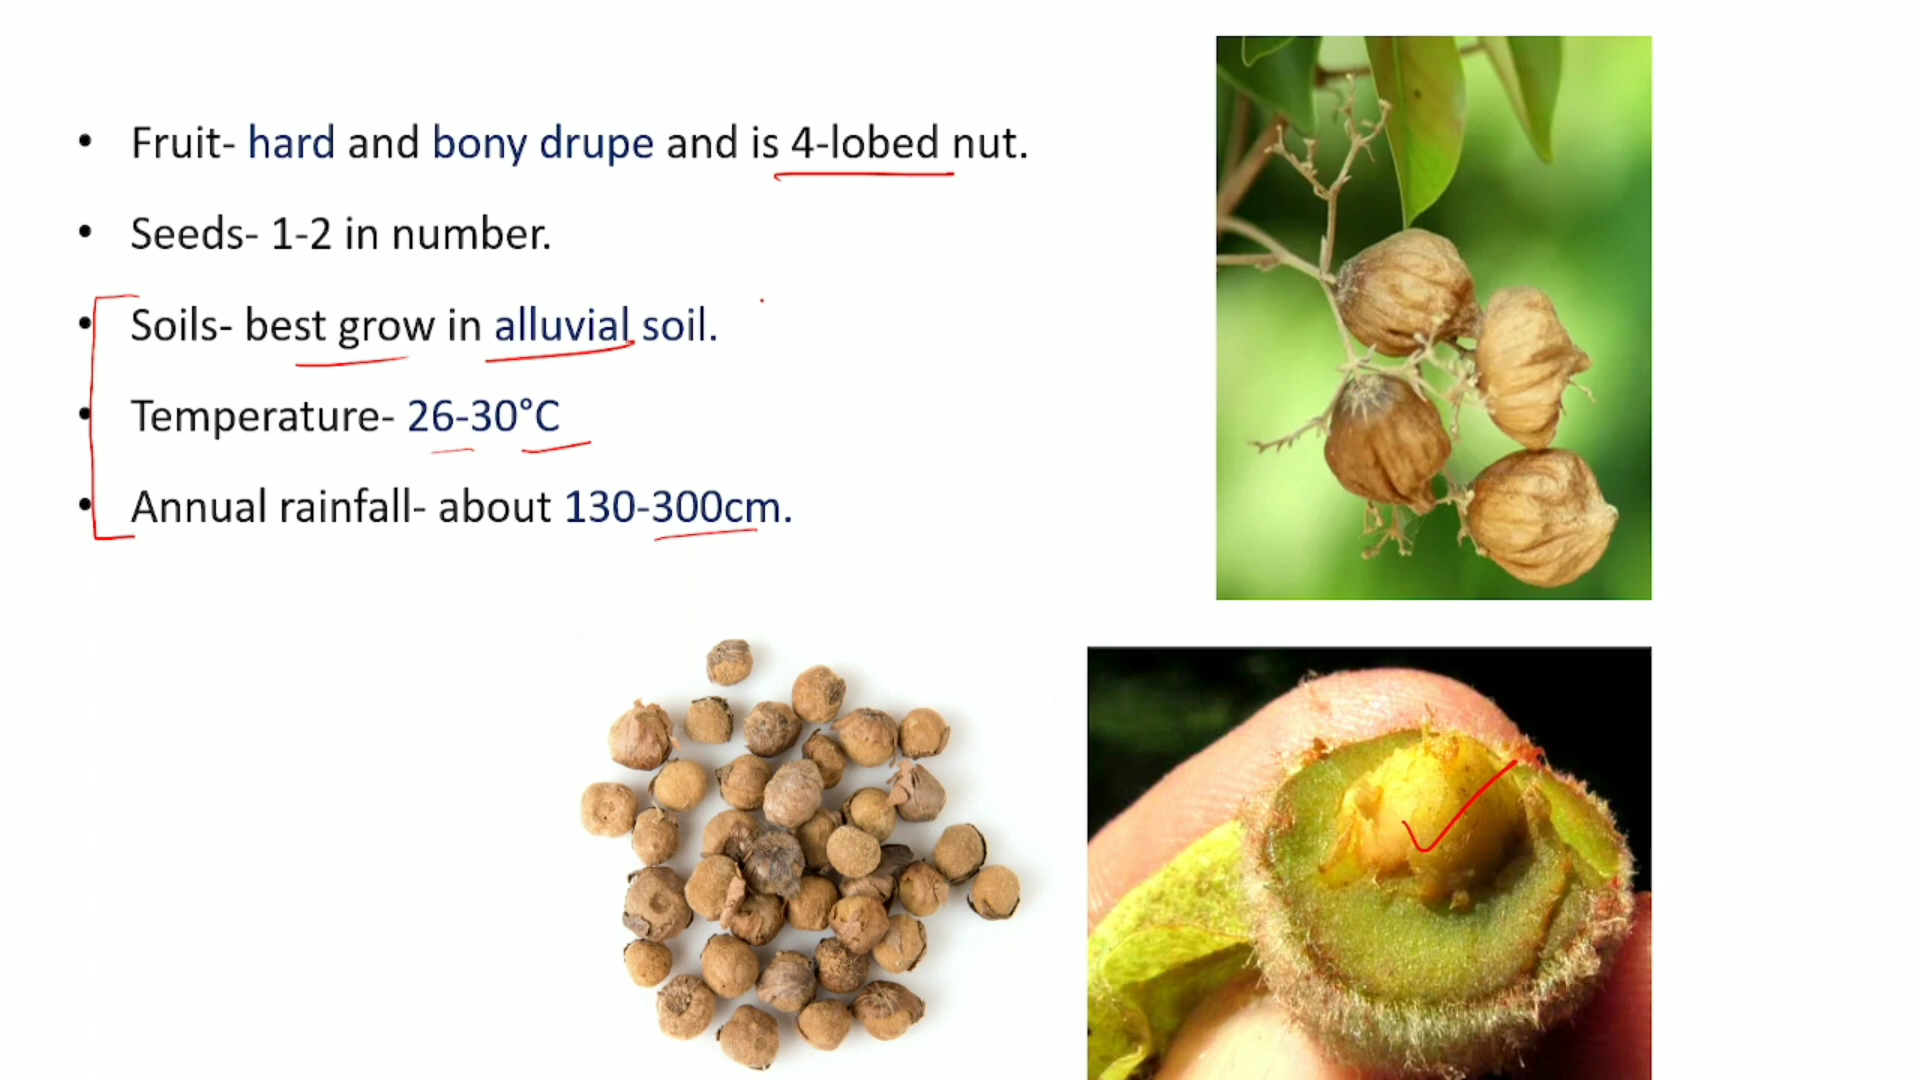 • Fruit- hard and bony drupe and is 4-lobed nut.
• Seeds- 1-2 in number.
• Soils- best grow in alluvial soil.
• Temperature- 26-30°C
• Annual rainfall- about 130-300cm.